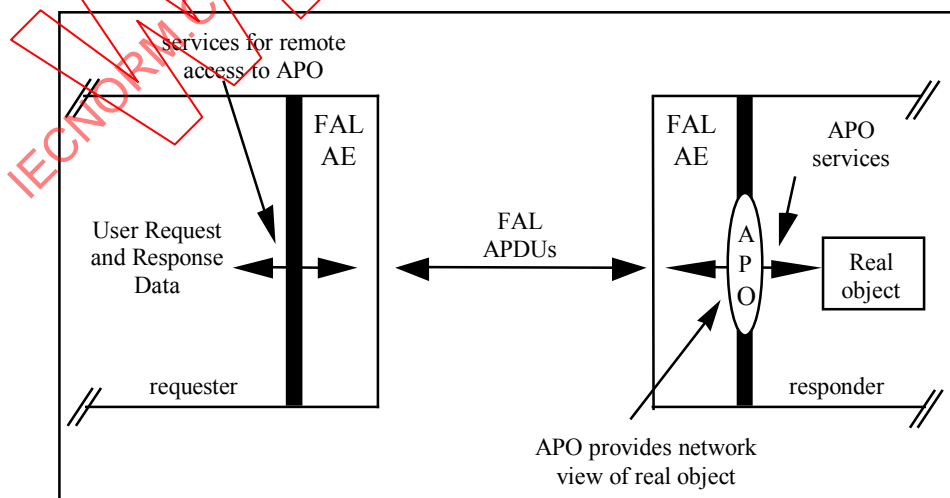 services for remote
access to APO
FAL
AE
User Request
and Response
Data
requester
FAL
APDUs
FAL
AE
APO
services
A
P
O
Real
object
responder
APO provides network
view of real object
IECNORM.C